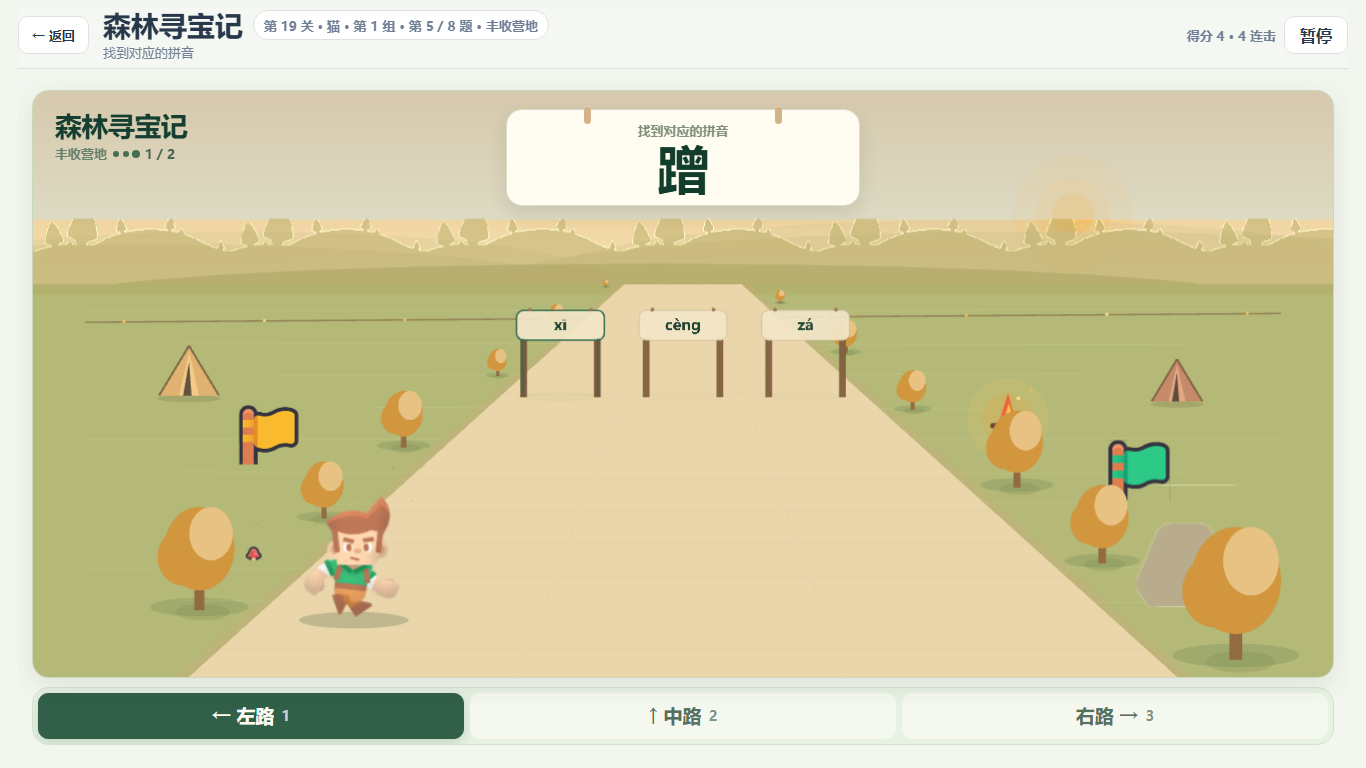 ← 返回
森林寻宝记
第 19 关 • 猫 • 第 1 组 • 第 5 / 8 题 • 丰收营地
找到对应的拼音
得分 4 • 4 连击
暂停
森林寻宝记
丰收营地 1 / 2
找到对应的拼音
蹭
xī
cèng
zá
← 左路 1
↑ 中路 2
右路 → 3